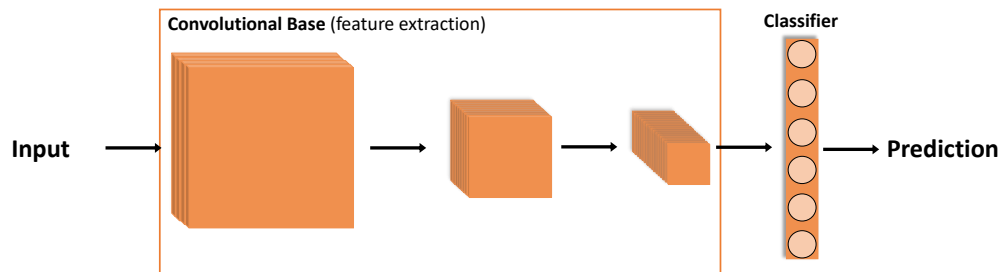 Convolutional Base (feature extraction)
Classifier
Input
Prediction